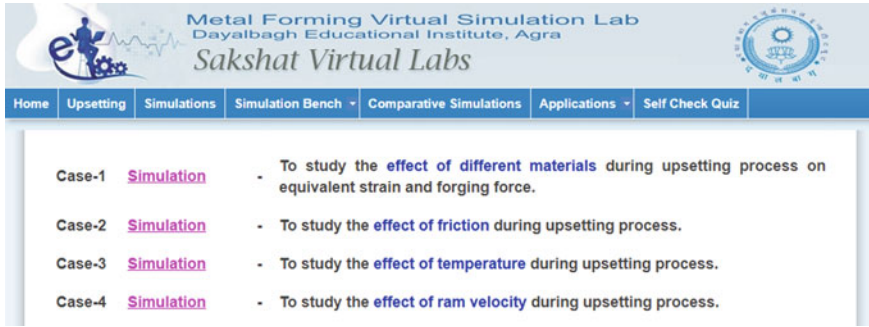 Metal Forming Virtual Simulation Lab
Dayalbagh Educational Institute, Agra
Sakshat Virtual Labs
Home Upsetting Simulations Simulation Bench Comparative Simulations Applications Self Check Quiz
Case-1 Simulation - To study the effect of different materials during upsetting process on
equivalent strain and forging force.
Case-2 Simulation - To study the effect of friction during upsetting process.
Case-3 Simulation - To study the effect of temperature during upsetting process.
Case-4 Simulation - To study the effect of ram velocity during upsetting process.